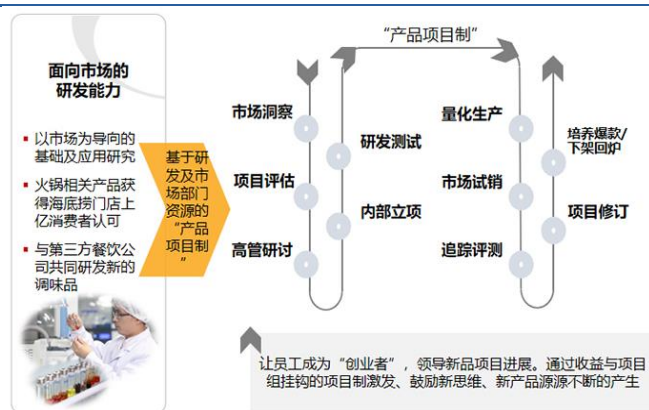 面向市场的
研发能力
以市场为导向的
基础及应用研究
火锅相关产品获
得海底捞门店上
亿消费者认可
与第三方餐饮公
司共同研发新的
调味品
基于研
发及市
场部门
资源的
“产品
项目制
”
“产品项目制”
市场洞察
项目评估
高管研讨
研发测试
内部立项
量化生产
市场试销
追踪评测
培养爆款/
下架回炉
项目修订
让员工成为“创业者”，领导新品项目进展。通过收益与项目
组挂钩的项目制激发、鼓励新思维、新产品源源不断的产生